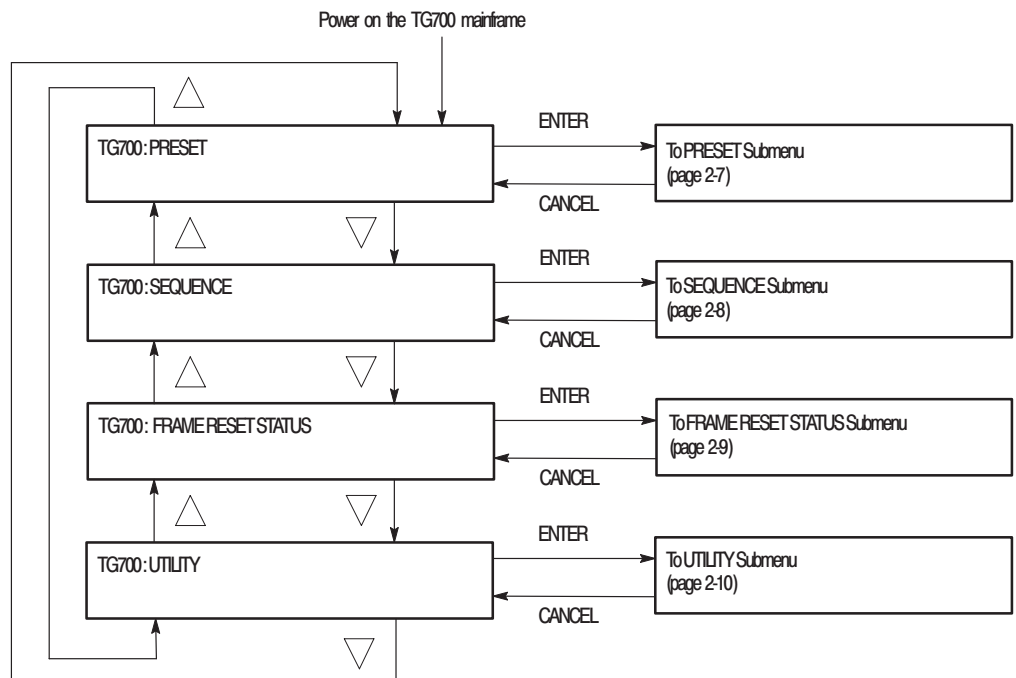 Power on the TG700 mainframe
ENTER
TG700: PRESET
To PRESET Submenu
(page 2-7)
CANCEL
ENTER
TG700: SEQUENCE
To SEQUENCE Submenu
(page 2-8)
CANCEL
ENTER
TG700: FRAME RESET STATUS
To FRAME RESET STATUS Submenu
(page 2-9)
CANCEL
ENTER
TG700: UTILITY
To UTILITY Submenu
(page 2-10)
CANCEL